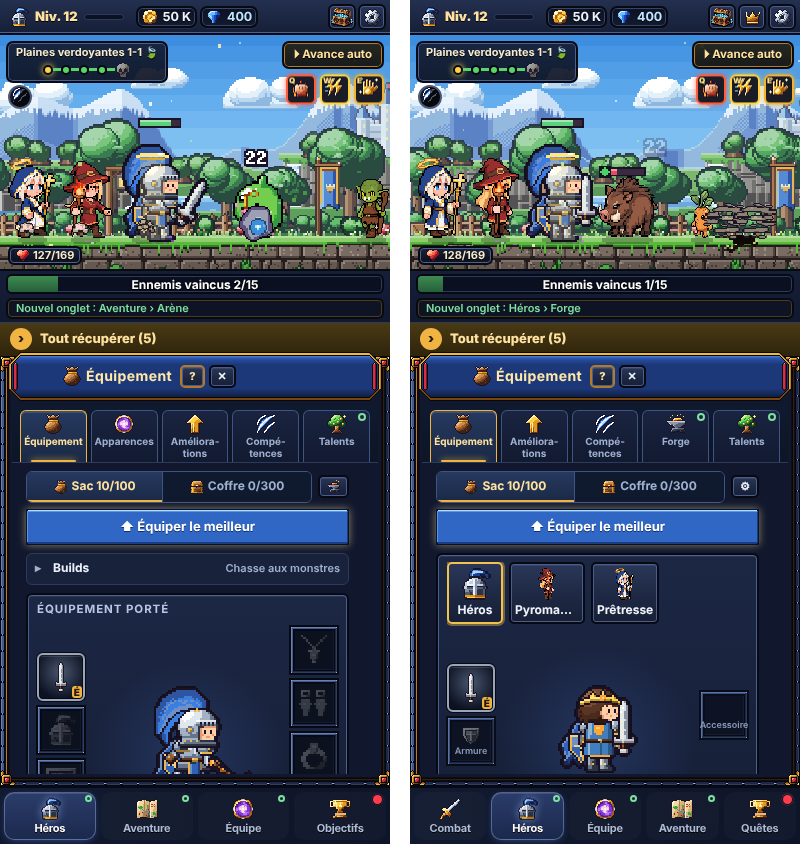 Niv. 12 50 K 400
Plaines verdoyantes 1-1
Avance auto
Q W E
22
127/169
Ennemis vaincus 2/15
Nouvel onglet : Aventure › Arène
Tout récupérer (5)
Équipement ? ×
Équipement Apparences Améliora-tions Compé-tences Talents
Sac 10/100 Coffre 0/300
Équiper le meilleur
Builds Chasse aux monstres
ÉQUIPEMENT PORTÉ
E
Héros Aventure Équipe Objectifs
Niv. 12 50 K 400
Plaines verdoyantes 1-1
Avance auto
Q W E
22
128/169
Ennemis vaincus 1/15
Nouvel onglet : Héros › Forge
Tout récupérer (5)
Équipement ? ×
Équipement Améliora-tions Compé-tences Forge Talents
Sac 10/100 Coffre 0/300
Équiper le meilleur
Héros Pyroma... Prêtresse
E
Armure
Accessoire
Combat Héros Équipe Aventure Quêtes